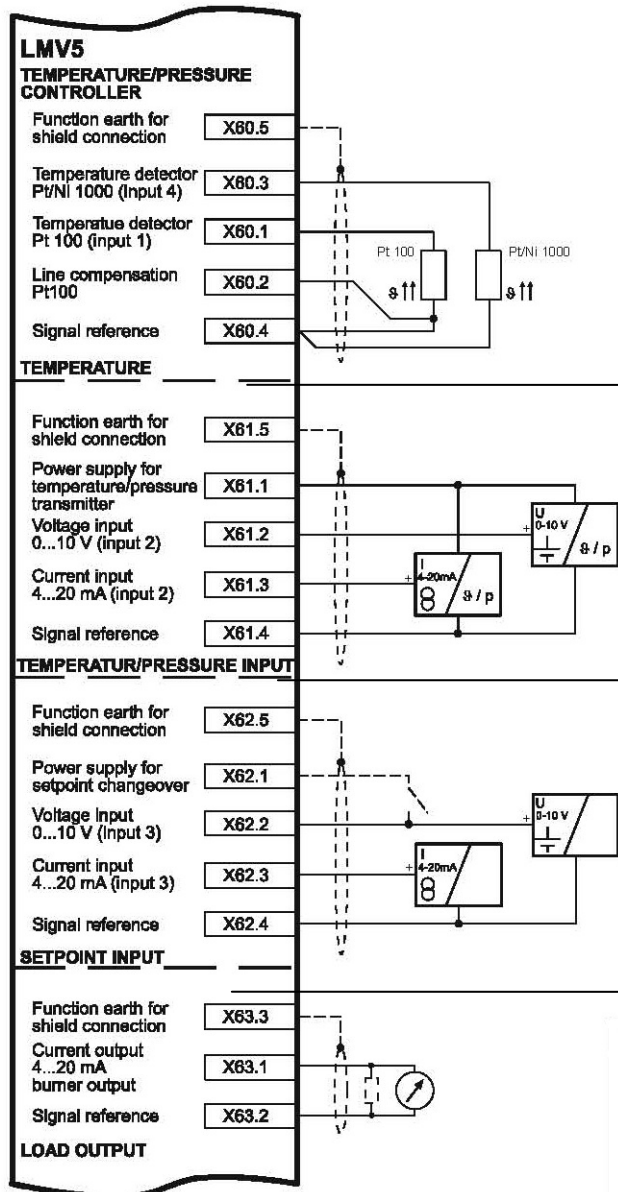 LMV5
TEMPERATURE/PRESSURE
CONTROLLER
Function earth for
shield connection
X60.5
Temperature detector
Pt/Ni 1000 (input 4)
X60.3
Temperatue detector
Pt 100 (input 1)
X60.1
Pt 100
Pt/Ni 1000
Line compensation
Pt100
X60.2
ϑ ↑↑
ϑ ↑↑
Signal reference
X60.4
TEMPERATURE
Function earth for
shield connection
X61.5
Power supply for
temperature/pressure
transmitter
X61.1
Voltage input
0...10 V (input 2)
X61.2
+
U
0-10 V
ϑ / p
Current input
4...20 mA (input 2)
X61.3
+
I
4-20mA
ϑ / p
Signal reference
X61.4
TEMPERATUR/PRESSURE INPUT
Function earth for
shield connection
X62.5
Power supply for
setpoint changeover
X62.1
Voltage input
0...10 V (input 3)
X62.2
+
U
0-10 V
Current input
4...20 mA (input 3)
X62.3
+
I
4-20mA
Signal reference
X62.4
SETPOINT INPUT
Function earth for
shield connection
X63.3
Current output
4...20 mA
burner output
X63.1
Signal reference
X63.2
LOAD OUTPUT